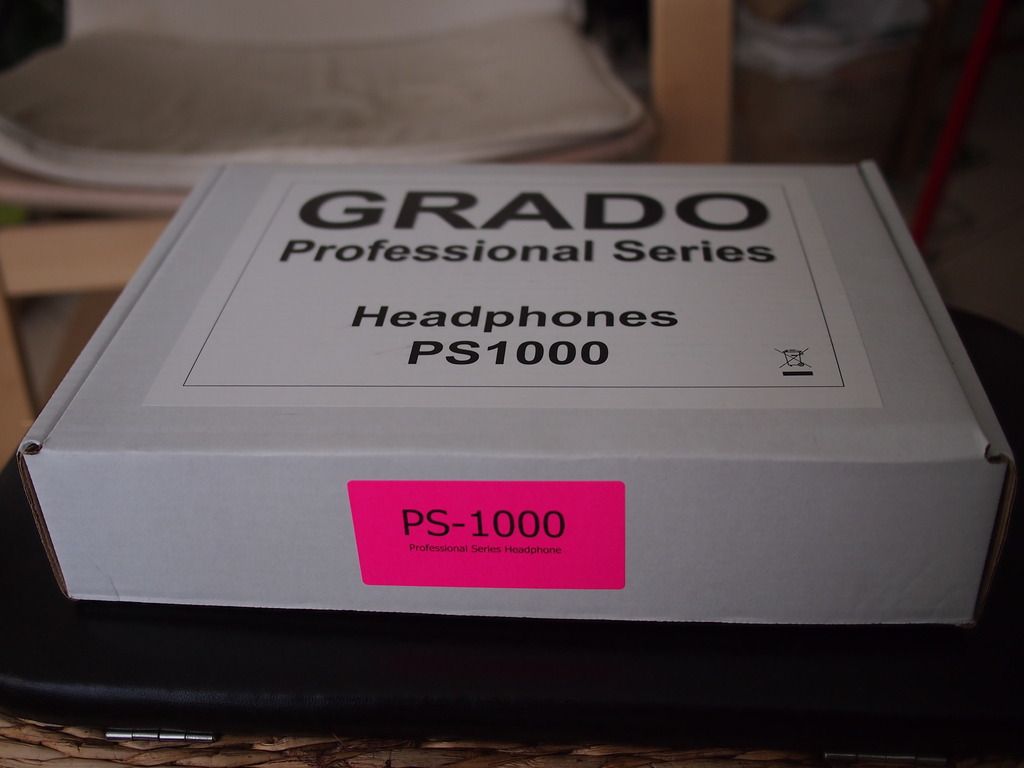 GRADO
Professional Series
Headphones
PS1000
PS-1000
Professional Series Headphone